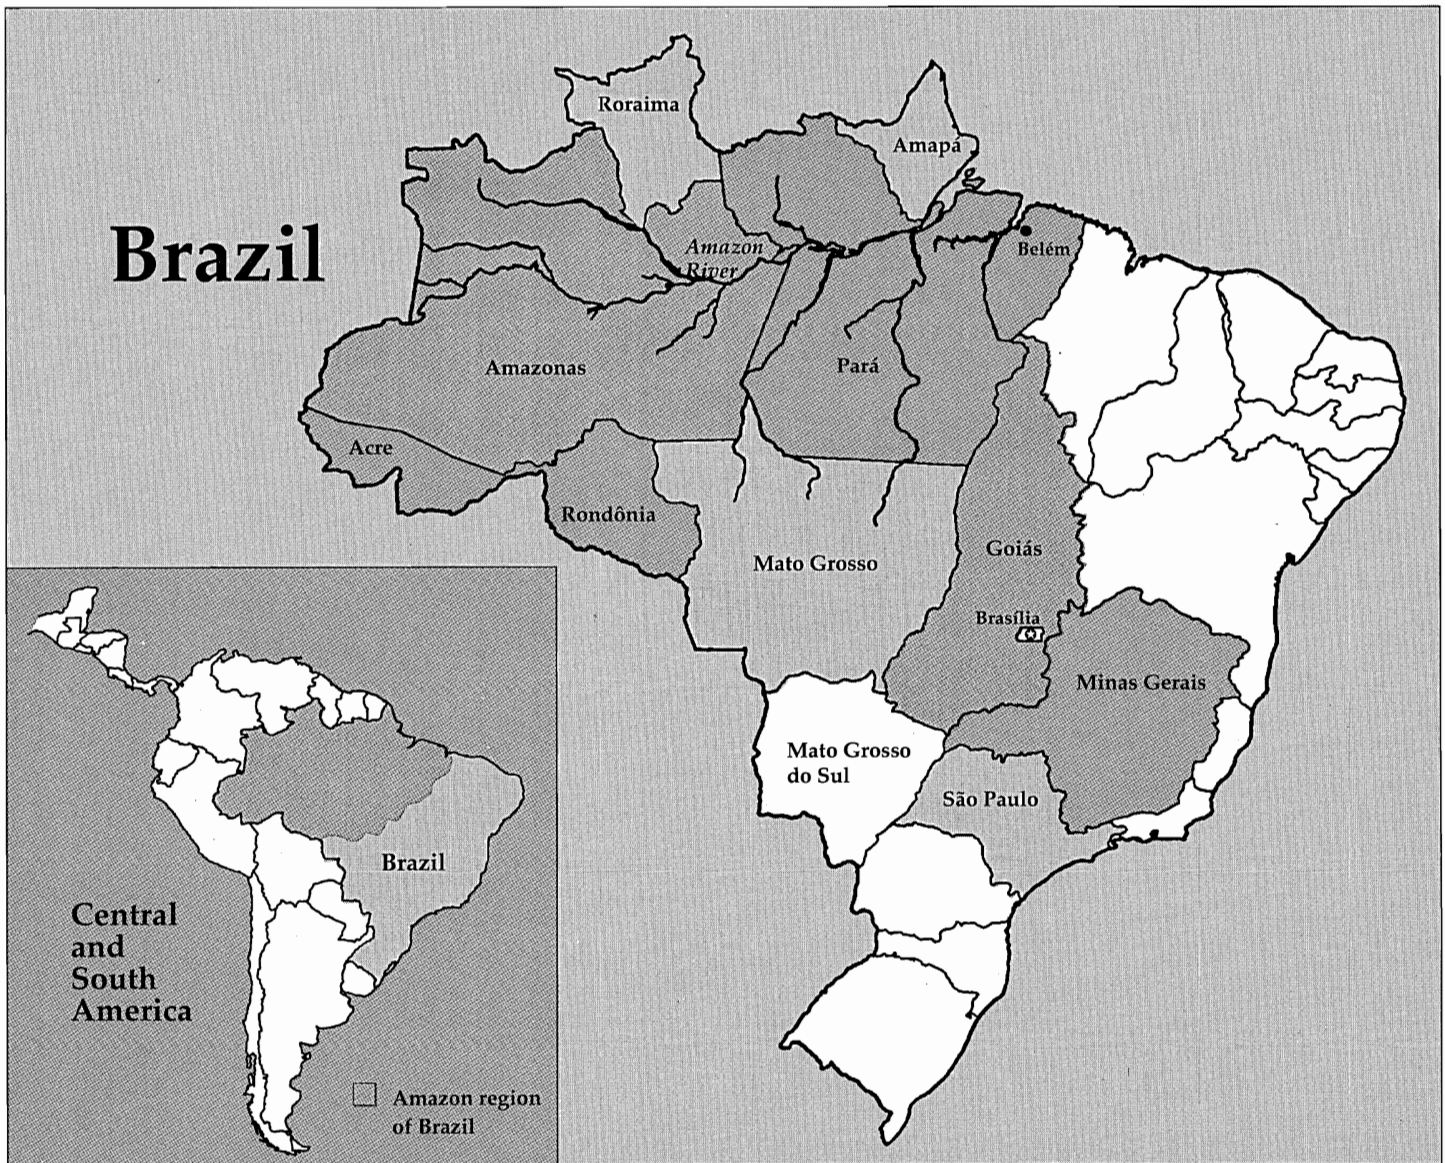 Brazil
Roraima
Amapá
Amazon
River
Belém
Amazonas
Pará
Acre
Rondônia
Mato Grosso
Goiás
Brasília
Minas Gerais
Mato Grosso
do Sul
São Paulo
Brazil
Central
and
South
America
Amazon region
of Brazil